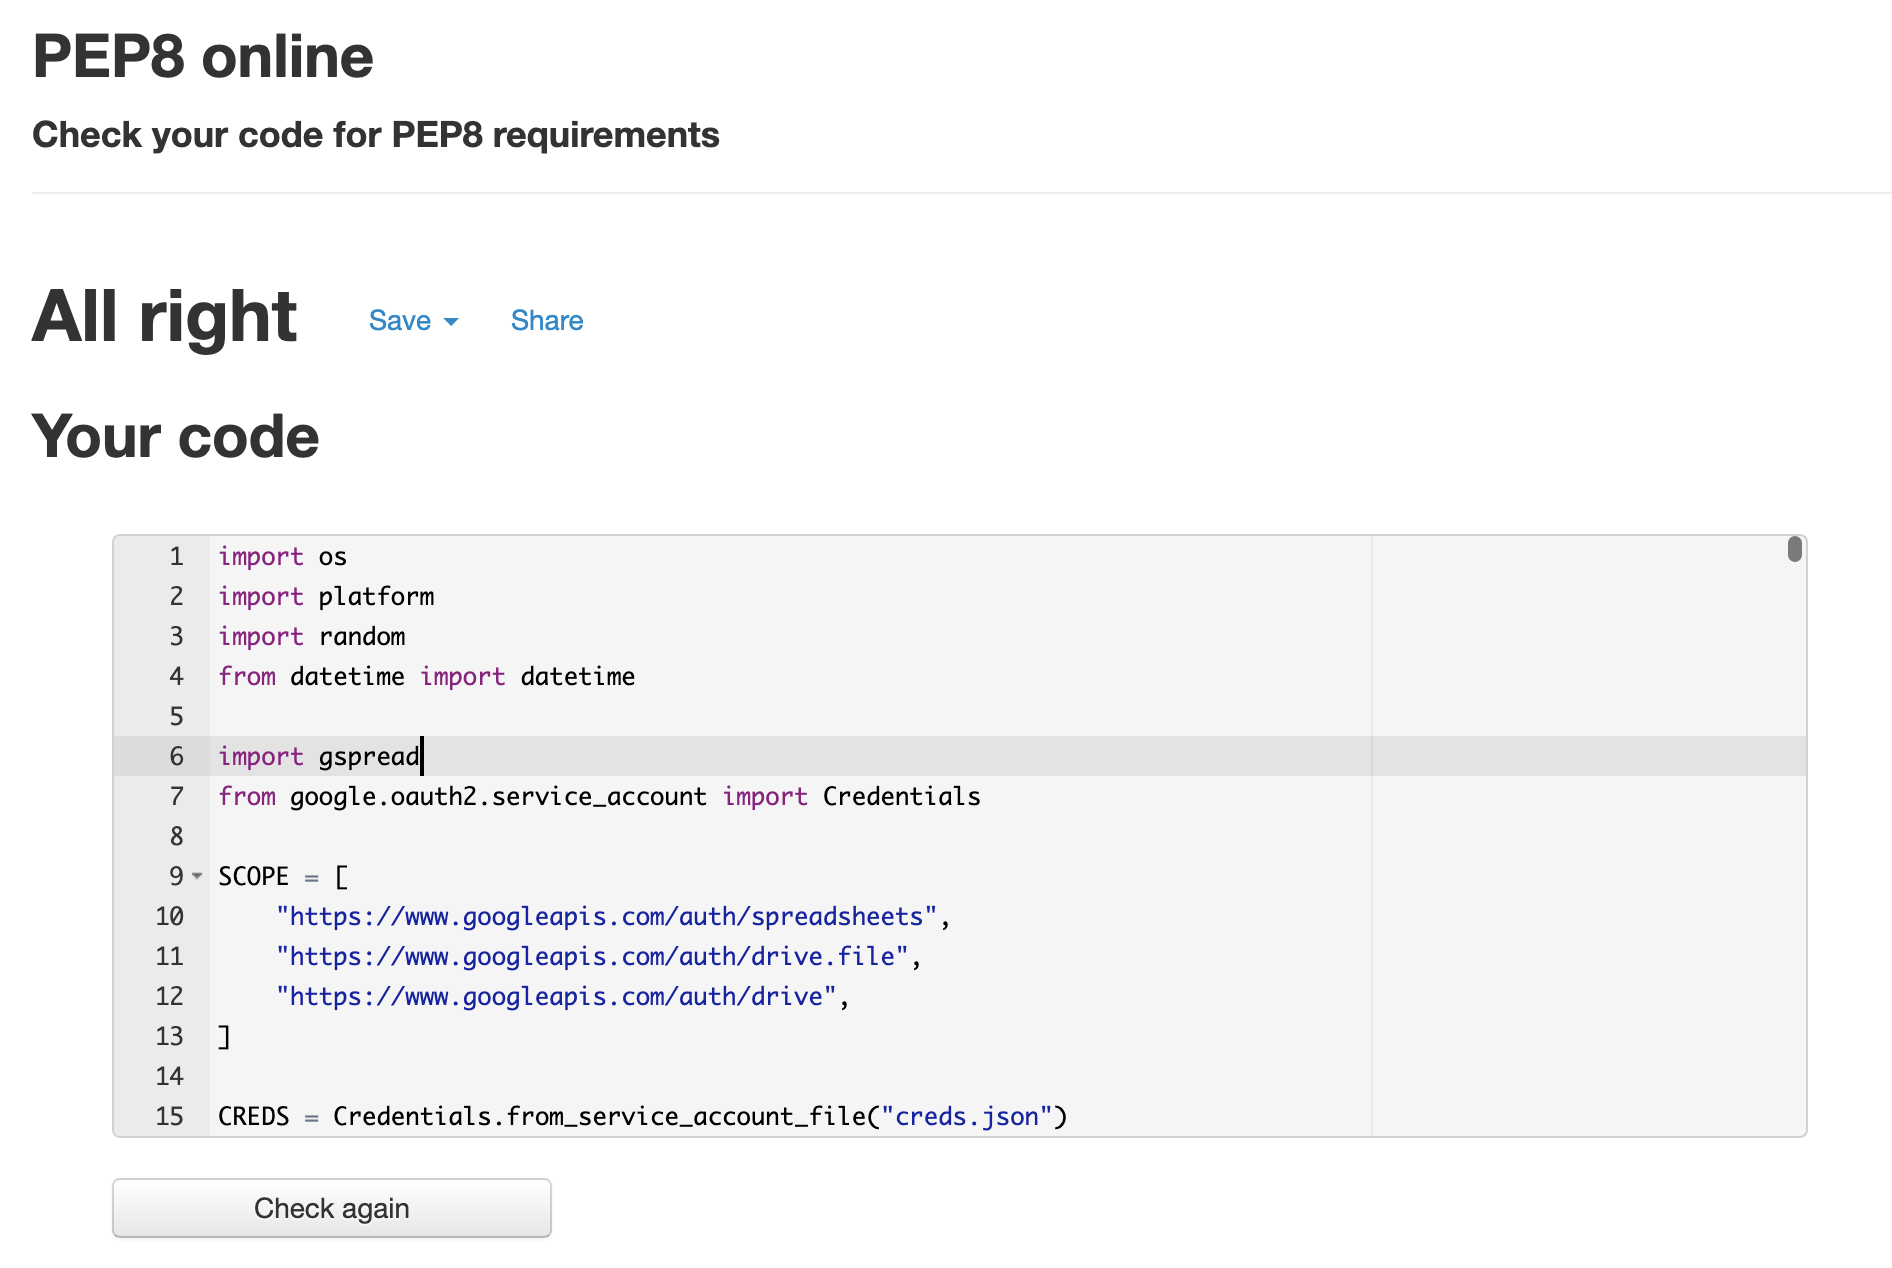 PEP8 online
Check your code for PEP8 requirements
All right Save Share
Your code
1 import os
2 import platform
3 import random
4 from datetime import datetime
5
6 import gspread
7 from google.oauth2.service_account import Credentials
8
9 SCOPE = [
10     "https://www.googleapis.com/auth/spreadsheets",
11     "https://www.googleapis.com/auth/drive.file",
12     "https://www.googleapis.com/auth/drive",
13 ]
14
15 CREDS = Credentials.from_service_account_file("creds.json")
Check again